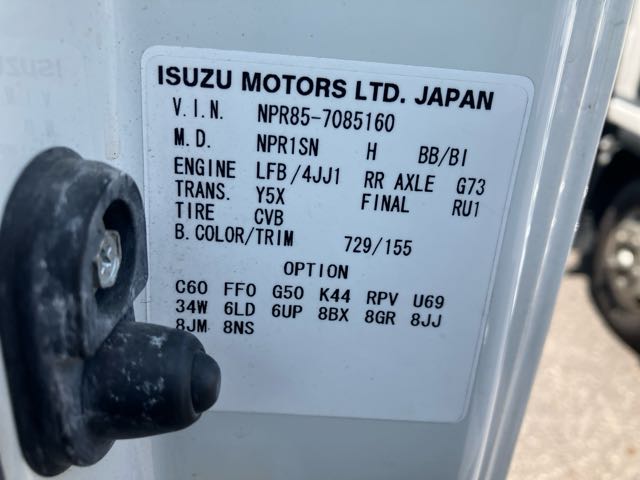 ISUZU MOTORS LTD. JAPAN
V.I.N. NPR85-7085160
M.D. NPR1SN H BB/BI
ENGINE LFB/4JJ1 RR AXLE G73
TRANS. Y5X FINAL RU1
TIRE CVB
B.COLOR/TRIM 729/155
OPTION
C60 FF0 G50 K44 RPV U69
34W 6LD 6UP 8BX 8GR 8JJ
8JM 8NS